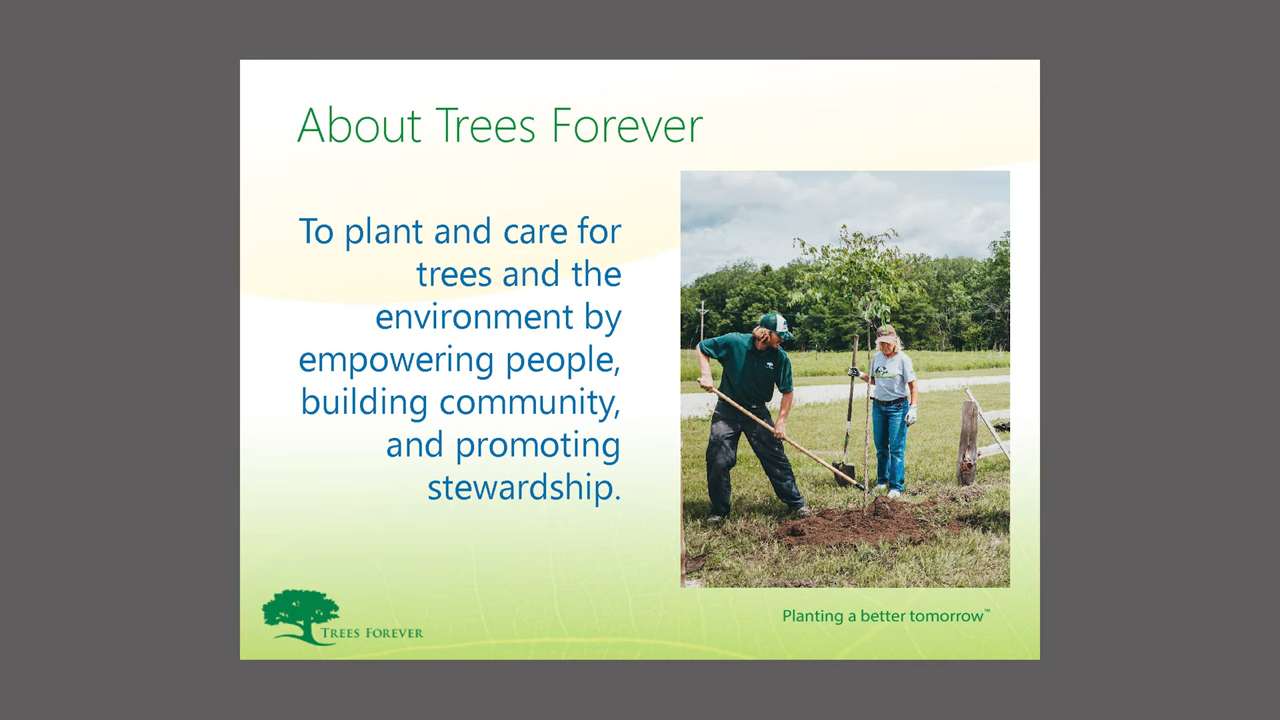 About Trees Forever
To plant and care for
trees and the
environment by
empowering people,
building community,
and promoting
stewardship.
TREES FOREVER
Planting a better tomorrow™